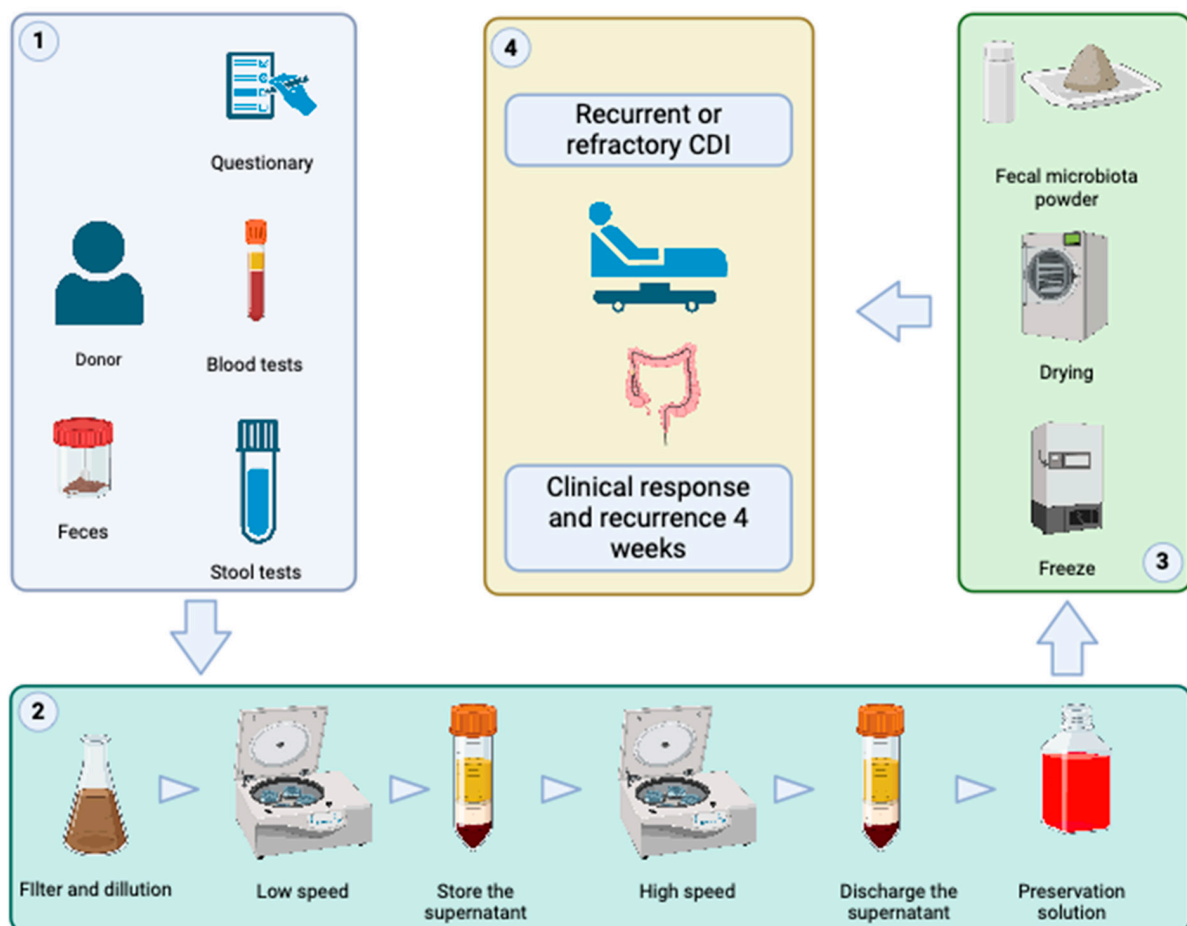 1
Questionary
Donor
Blood tests
Feces
Stool tests
2
FIlter and dillution
Low speed
Store the
supernatant
High speed
Discharge the
supernatant
Preservation
solution
3
Fecal microbiota
powder
Drying
Freeze
4
Recurrent or
refractory CDI
Clinical response
and recurrence 4
weeks